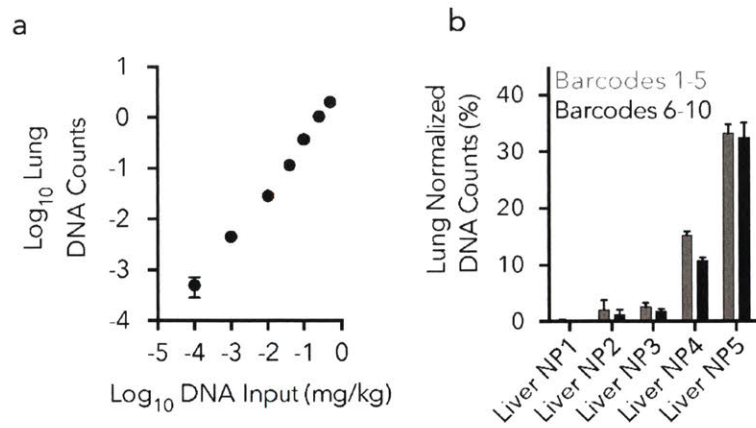 a
Log10 Lung
DNA Counts
1
0
-1
-2
-3
-4
-5 -4 -3 -2 -1 0
Log10 DNA Input (mg/kg)
b
Lung Normalized
DNA Counts (%)
40
30
20
10
0
Barcodes 1-5
Barcodes 6-10
Liver NP1
Liver NP2
Liver NP3
Liver NP4
Liver NP5